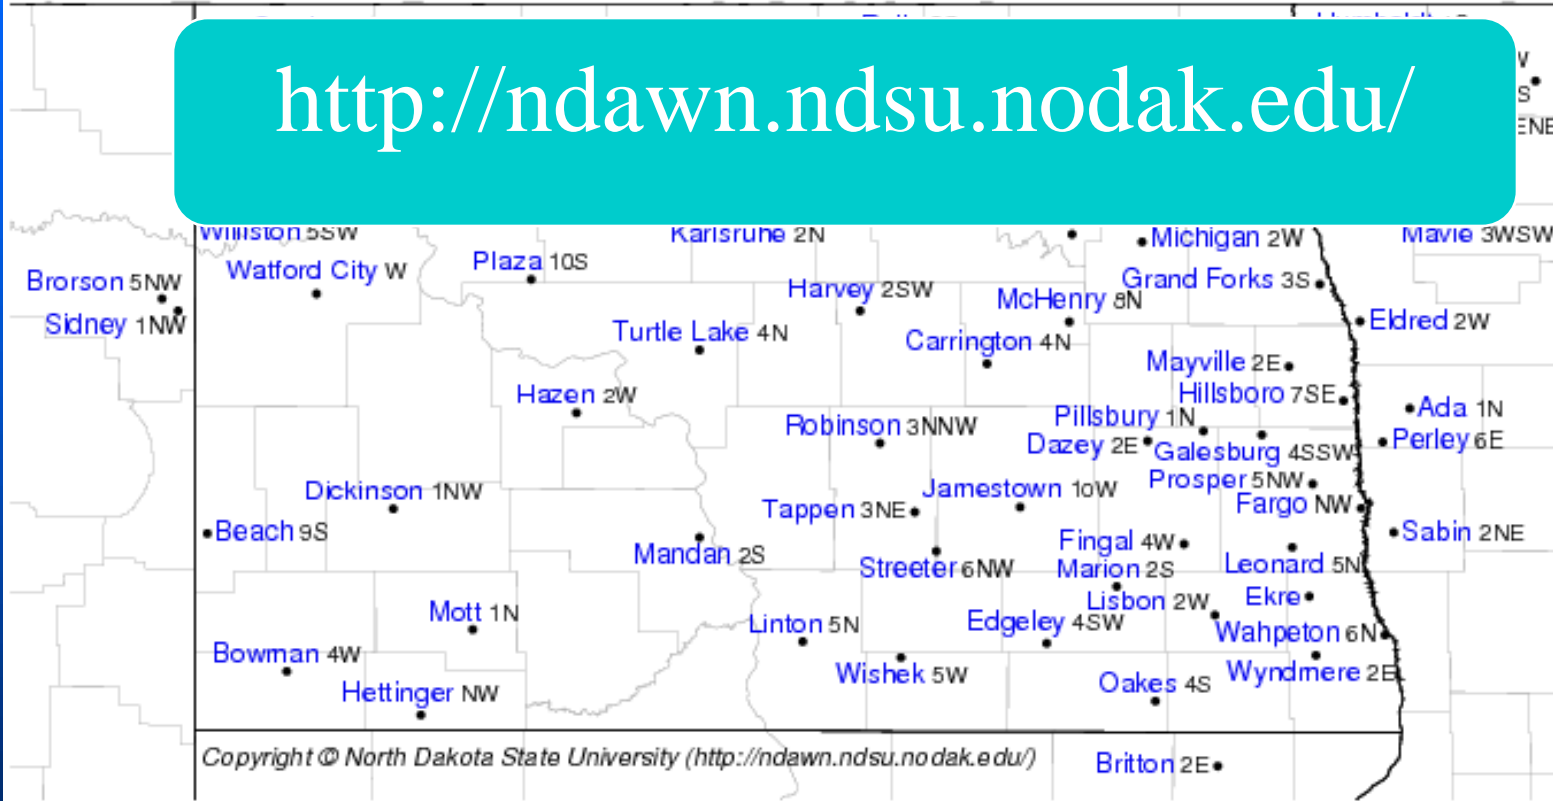 http://ndawn.ndsu.nodak.edu/
W
S
ENE
Williston 5SW
Karlsruhe 2N
Michigan 2W
Mavie 3WSW
Watford City W
Plaza 10S
Brorson 5NW
Grand Forks 3S
Harvey 2SW
McHenry 8N
Sidney 1NW
Eldred 2W
Turtle Lake 4N
Carrington 4N
Mayville 2E
Hazen 2W
Hillsboro 7SE
Ada 1N
Pillsbury 1N
Robinson 3NNW
Dazey 2E
Galesburg 4SSW
Perley 6E
Prosper 5NW
Dickinson 1NW
Jamestown 10W
Tappen 3NE
Fargo NW
Beach 9S
Sabin 2NE
Mandan 2S
Fingal 4W
Streeter 6NW
Marion 2S
Leonard 5N
Lisbon 2W
Ekre
Mott 1N
Linton 5N
Edgeley 4SW
Wahpeton 6N
Bowman 4W
Wishek 5W
Wyndmere 2E
Hettinger NW
Oakes 4S
Copyright © North Dakota State University (http://ndawn.ndsu.nodak.edu/)
Britton 2E